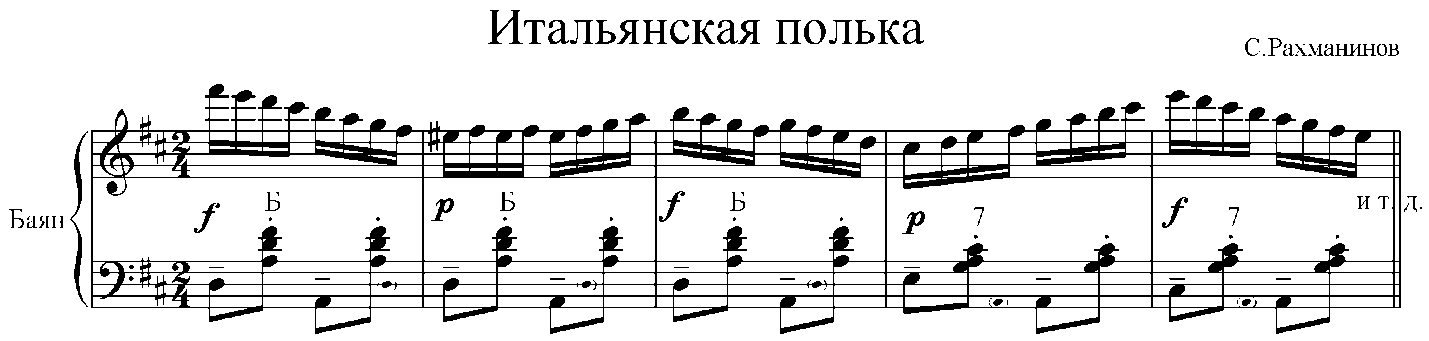 Итальянская полька
С.Рахманинов
Баян
f Б p Б f Б p 7 f 7
и т. д.